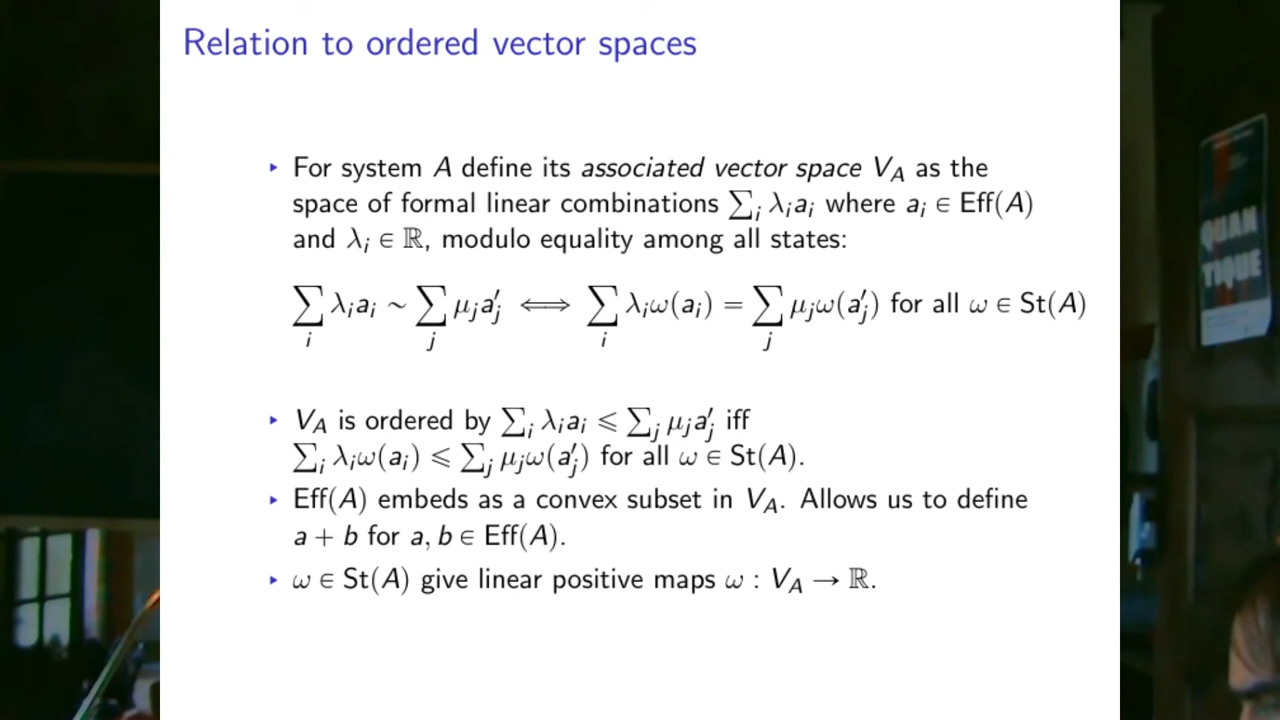 Relation to ordered vector spaces
▸ For system A define its associated vector space V_A as the
space of formal linear combinations ∑_i λ_i a_i where a_i ∈ Eff(A)
and λ_i ∈ ℝ, modulo equality among all states:
∑_i λ_i a_i ∼ ∑_j μ_j a′_j ⟺ ∑_i λ_i ω(a_i) = ∑_j μ_j ω(a′_j) for all ω ∈ St(A)
▸ V_A is ordered by ∑_i λ_i a_i ⩽ ∑_j μ_j a′_j iff
∑_i λ_i ω(a_i) ⩽ ∑_j μ_j ω(a′_j) for all ω ∈ St(A).
▸ Eff(A) embeds as a convex subset in V_A. Allows us to define
a + b for a, b ∈ Eff(A).
▸ ω ∈ St(A) give linear positive maps ω : V_A → ℝ.
QUAN
TIQUE